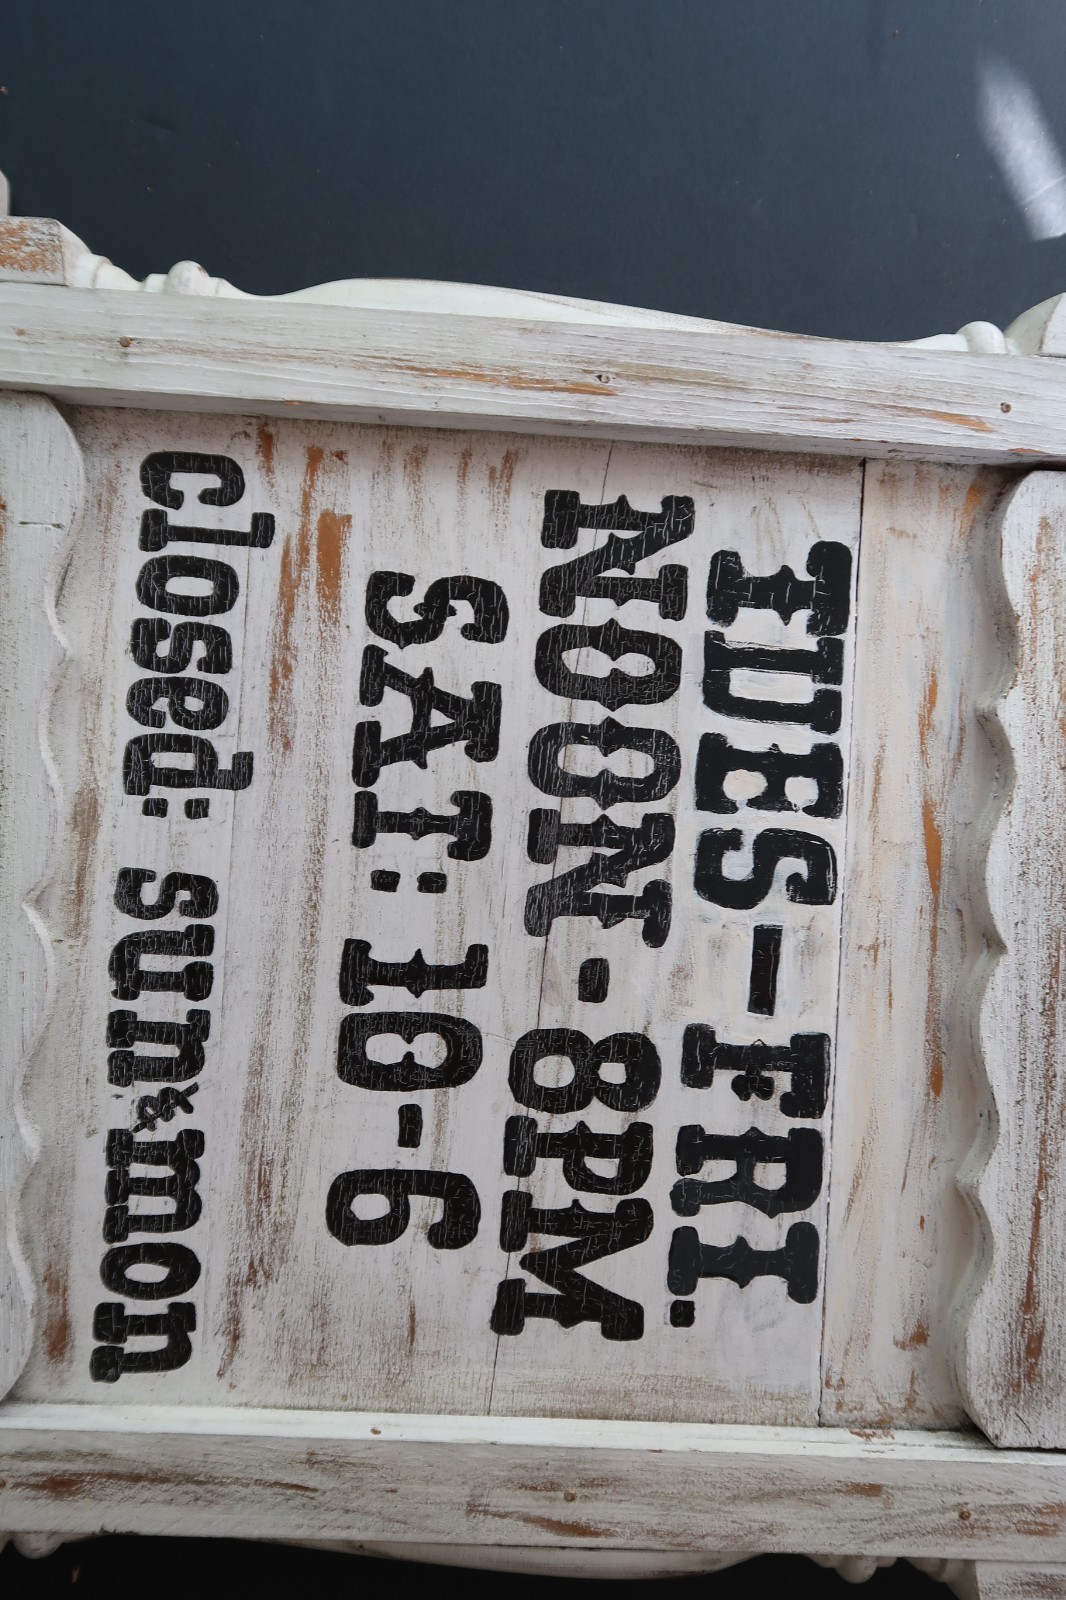 TUES-FRI.
NOON-8PM
SAT: 10-6
closed: sun&mon